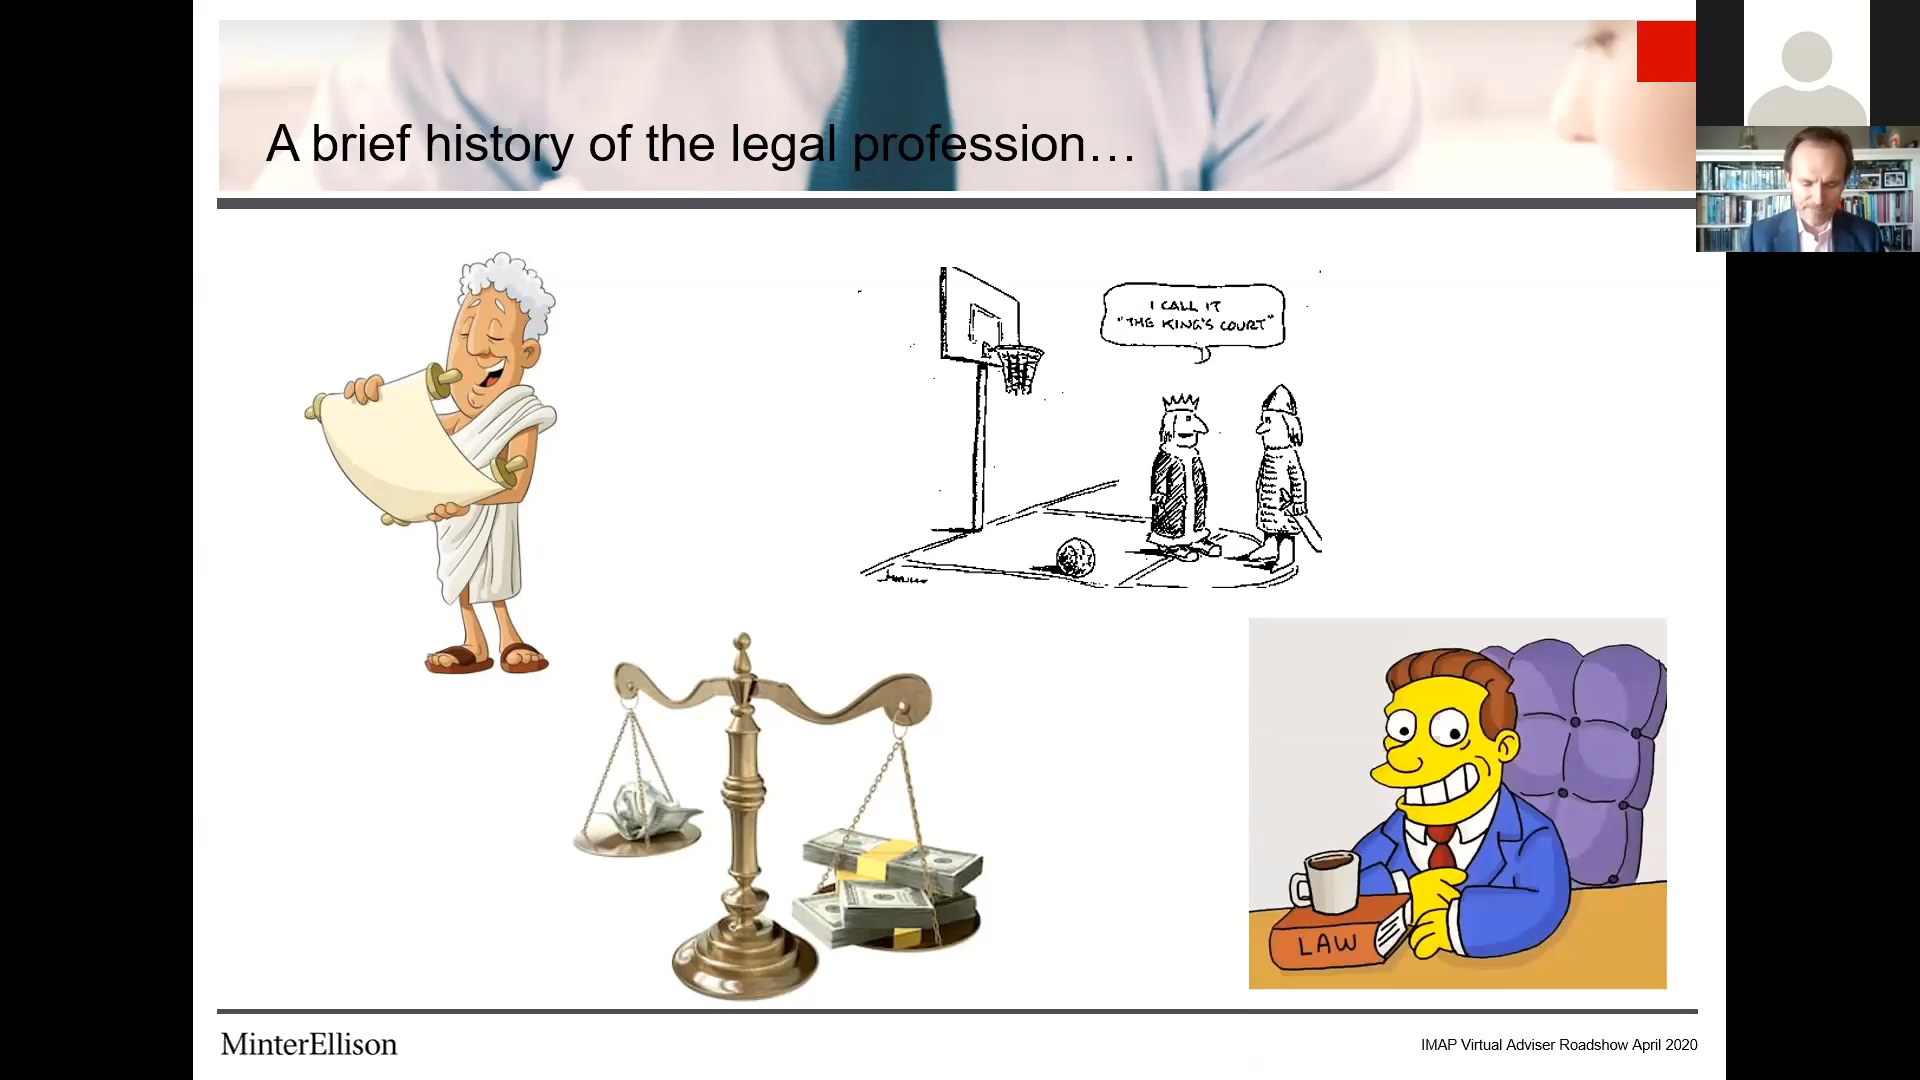 A brief history of the legal profession…
I CALL IT
"THE KING'S COURT"
LAW
MinterEllison
IMAP Virtual Adviser Roadshow April 2020